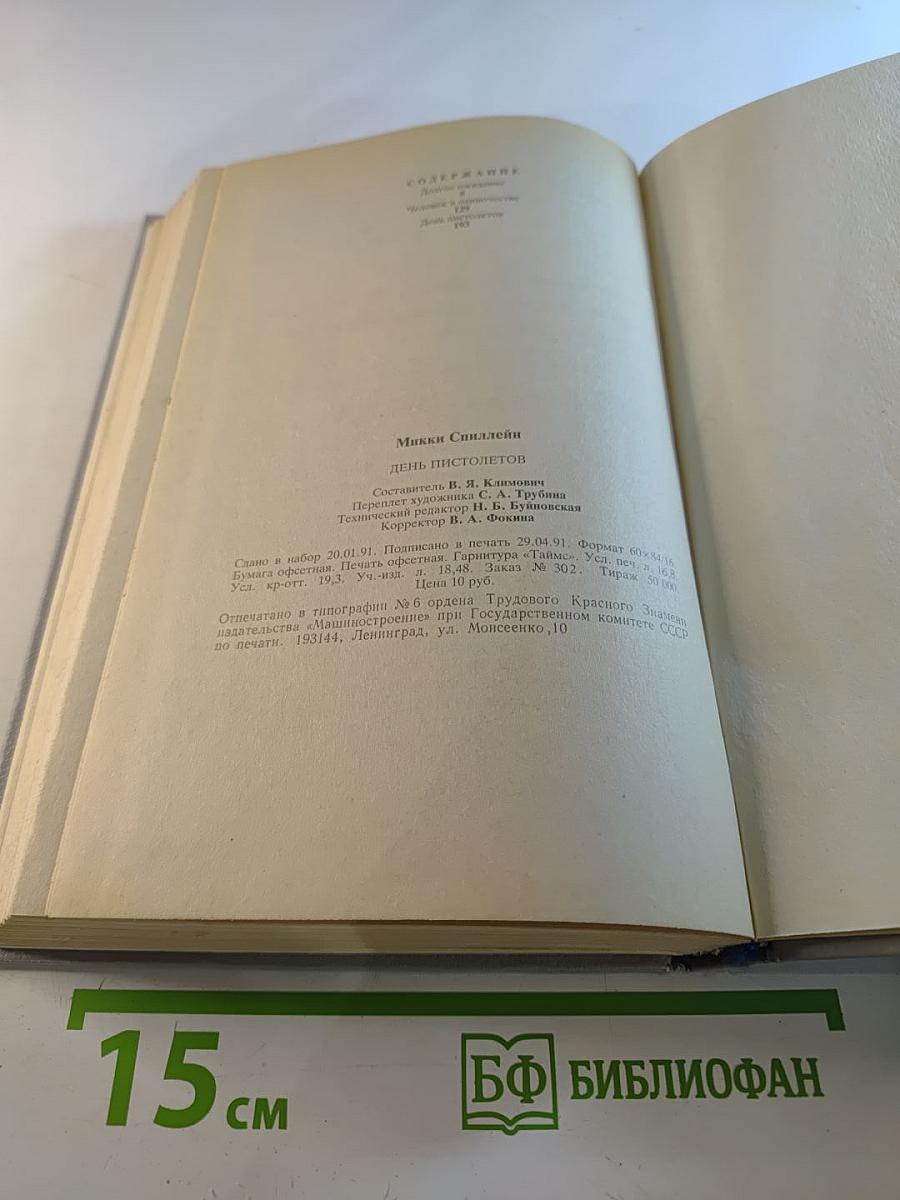 СОДЕРЖАНИЕ
Долгое ожидание
Человек в одиночестве
129
День пистолетов
193
Микки Спиллейн
ДЕНЬ ПИСТОЛЕТОВ
Составитель В. Я. Климович
Переплет художника С. А. Трубина
Технический редактор Н. Б. Буйновская
Корректор В. А. Фокина
Сдано в набор 20.01.91. Подписано в печать 29.04.91. Формат 60×84/16.
Бумага офсетная. Печать офсетная. Гарнитура «Таймс». Усл. печ. л. 16,8.
Усл. кр-отт. 19,3. Уч.-изд. л. 18,48. Заказ № 302. Тираж 50 000
Цена 10 руб.
Отпечатано в типографии № 6 ордена Трудового Красного Знамени
издательства «Машиностроение» при Государственном комитете СССР
по печати. 193144, Ленинград, ул. Моисеенко ,10
15 см
БФ БИБЛИОФАН